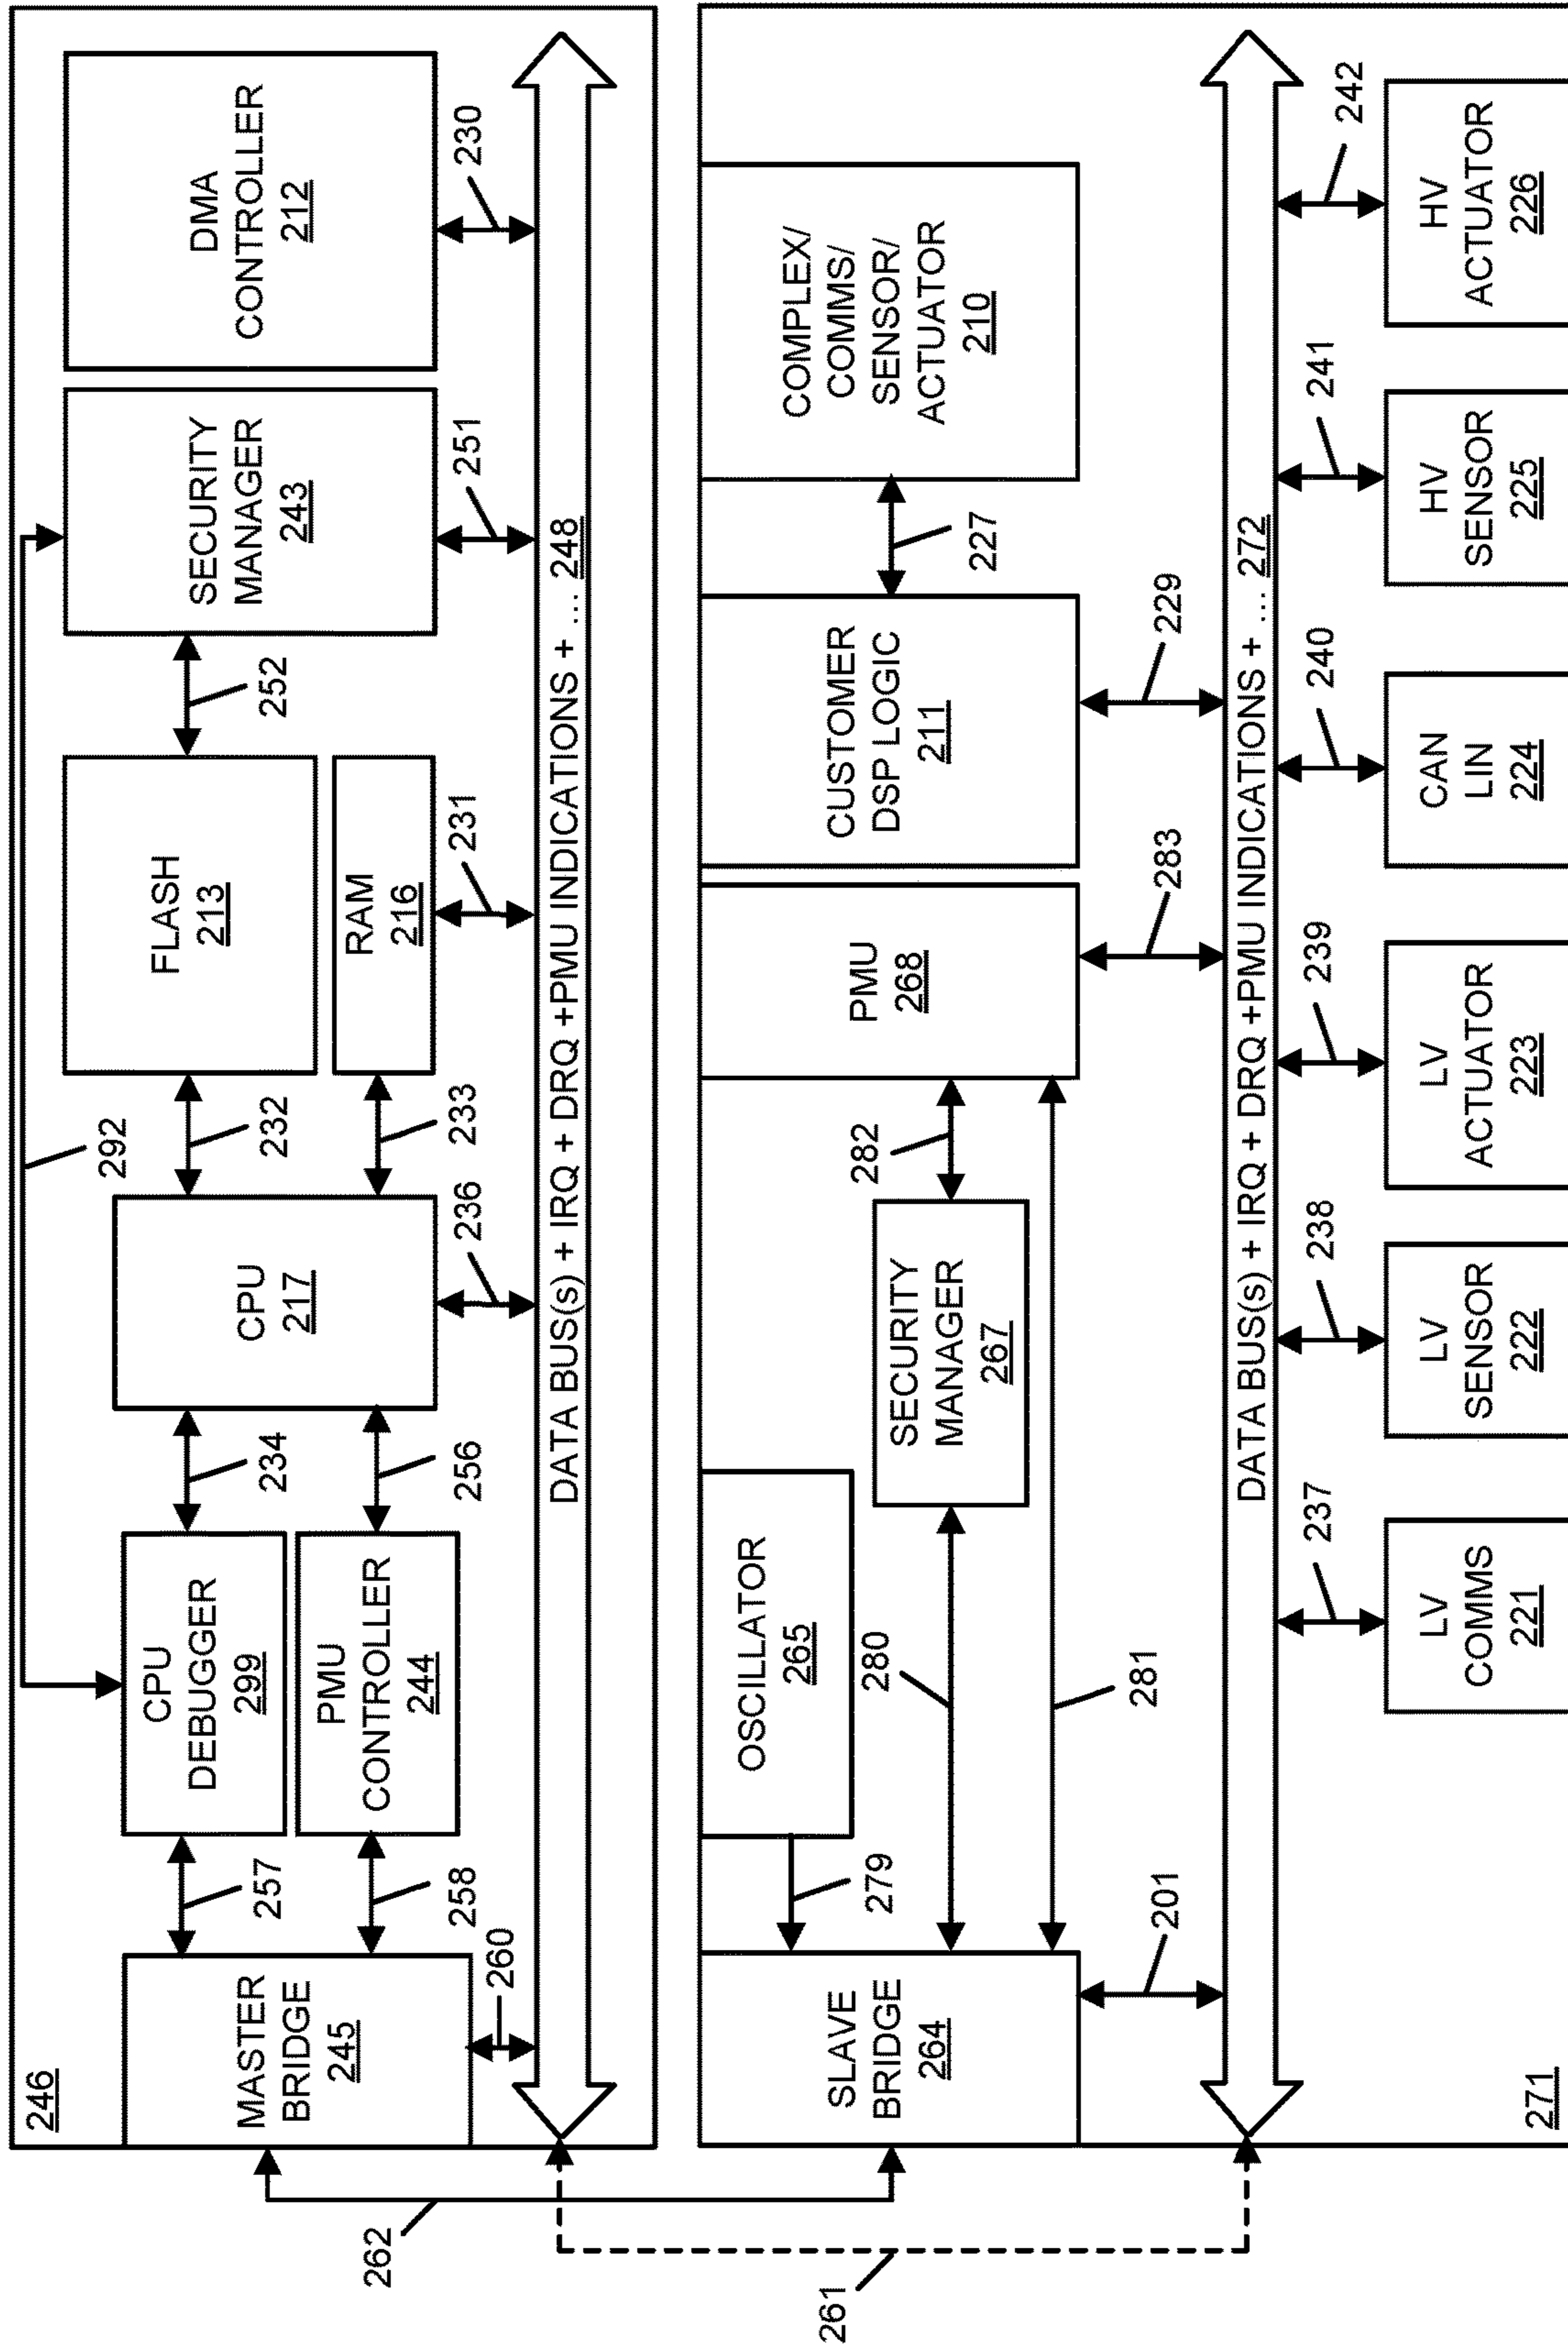 246
MASTER
BRIDGE
245
257
258
260
CPU
DEBUGGER
299
PMU
CONTROLLER
244
292
234
256
CPU
217
236
232
233
FLASH
213
RAM
216
231
252
SECURITY
MANAGER
243
251
DMA
CONTROLLER
212
230
DATA BUS(s) + IRQ + DRQ +PMU INDICATIONS + ... 248
262
261
SLAVE
BRIDGE
264
279
OSCILLATOR
265
280
281
201
SECURITY
MANAGER
267
282
PMU
268
283
CUSTOMER
DSP LOGIC
211
229
227
COMPLEX/
COMMS/
SENSOR/
ACTUATOR
210
DATA BUS(s) + IRQ + DRQ +PMU INDICATIONS + ... 272
237
238
239
240
241
242
LV
COMMS
221
LV
SENSOR
222
LV
ACTUATOR
223
CAN
LIN
224
HV
SENSOR
225
HV
ACTUATOR
226
271